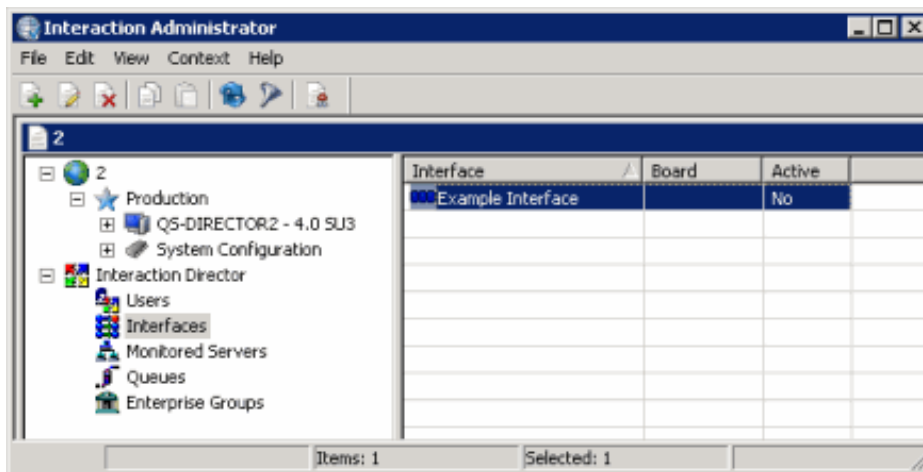 Interaction Administrator
File Edit View Context Help
2
2
Production
QS-DIRECTOR2 - 4.0 SU3
System Configuration
Interaction Director
Users
Interfaces
Monitored Servers
Queues
Enterprise Groups
Interface Board Active
Example Interface No
Items: 1 Selected: 1